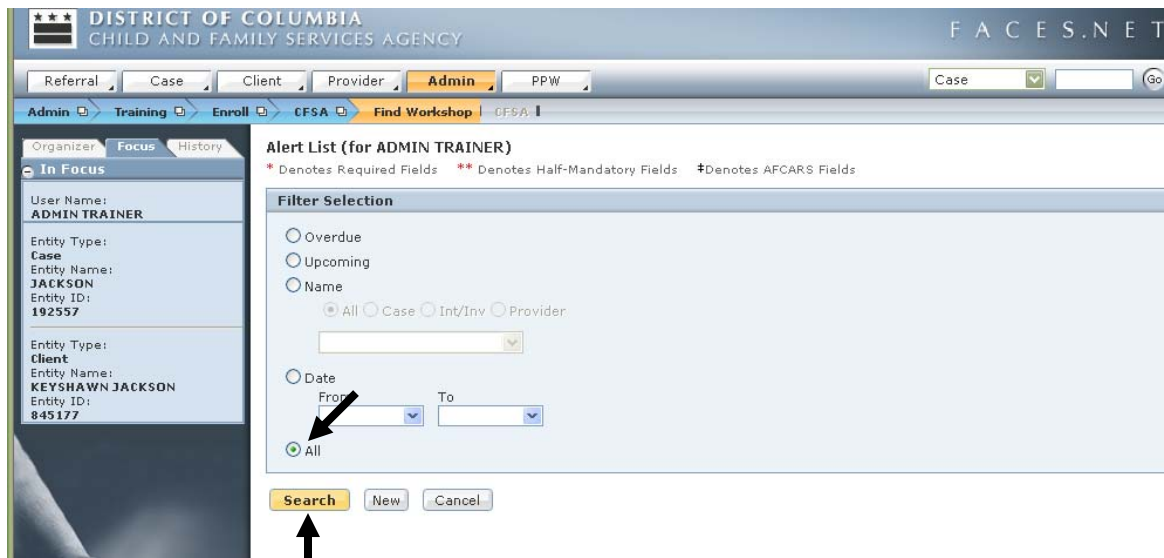 DISTRICT OF COLUMBIA
CHILD AND FAMILY SERVICES AGENCY
FACES.NET
Referral Case Client Provider Admin PPW Case Go
Admin Training Enroll CFSA Find Workshop CFSA
Organizer Focus History
In Focus
User Name:
ADMIN TRAINER
Entity Type:
Case
Entity Name:
JACKSON
Entity ID:
192557
Entity Type:
Client
Entity Name:
KEYSHAWN JACKSON
Entity ID:
845177
Alert List (for ADMIN TRAINER)
* Denotes Required Fields ** Denotes Half-Mandatory Fields ‡Denotes AFCARS Fields
Filter Selection
Overdue
Upcoming
Name
All Case Int/Inv Provider
Date
From To
All
Search New Cancel